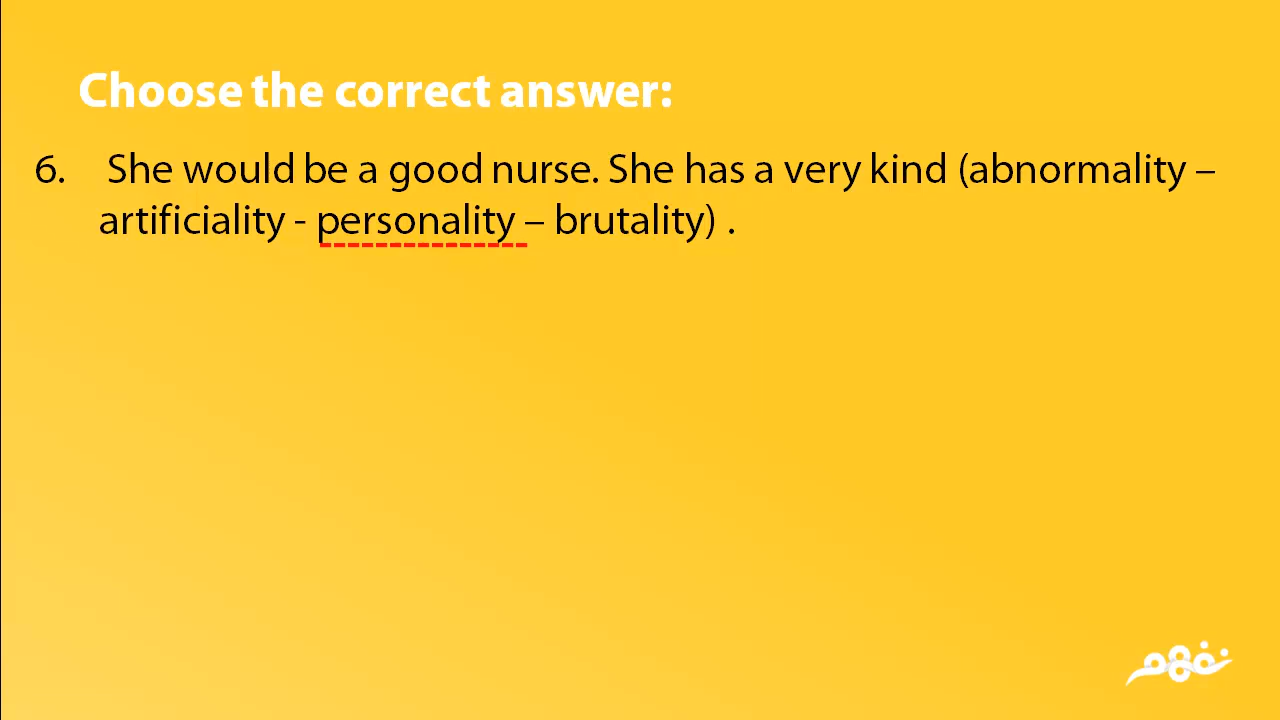 Choose the correct answer:
6. She would be a good nurse. She has a very kind (abnormality –
artificiality - personality – brutality) .
نفهم